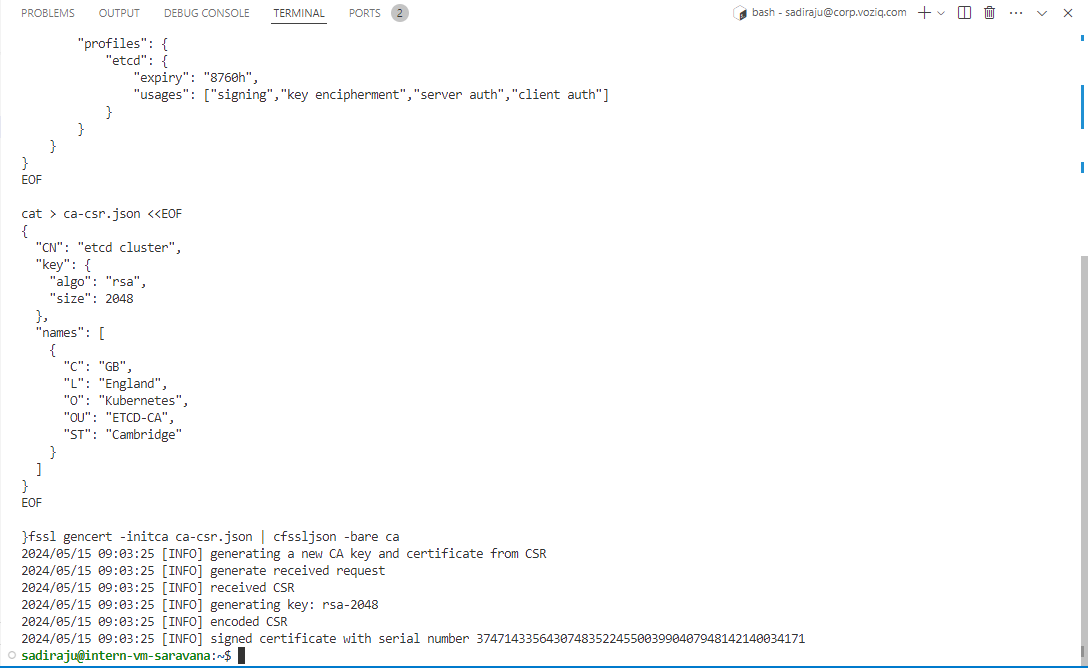 PROBLEMS OUTPUT DEBUG CONSOLE TERMINAL PORTS 2 bash - sadiraju@corp.voziq.com
"profiles": {
"etcd": {
"expiry": "8760h",
"usages": ["signing","key encipherment","server auth","client auth"]
}
}
}
}
EOF
cat > ca-csr.json <<EOF
{
"CN": "etcd cluster",
"key": {
"algo": "rsa",
"size": 2048
},
"names": [
{
"C": "GB",
"L": "England",
"O": "Kubernetes",
"OU": "ETCD-CA",
"ST": "Cambridge"
}
]
}
EOF
}fssl gencert -initca ca-csr.json | cfssljson -bare ca
2024/05/15 09:03:25 [INFO] generating a new CA key and certificate from CSR
2024/05/15 09:03:25 [INFO] generate received request
2024/05/15 09:03:25 [INFO] received CSR
2024/05/15 09:03:25 [INFO] generating key: rsa-2048
2024/05/15 09:03:25 [INFO] encoded CSR
2024/05/15 09:03:25 [INFO] signed certificate with serial number 37471433564307483522455003990407948142140034171
sadiraju@intern-vm-saravana:~$